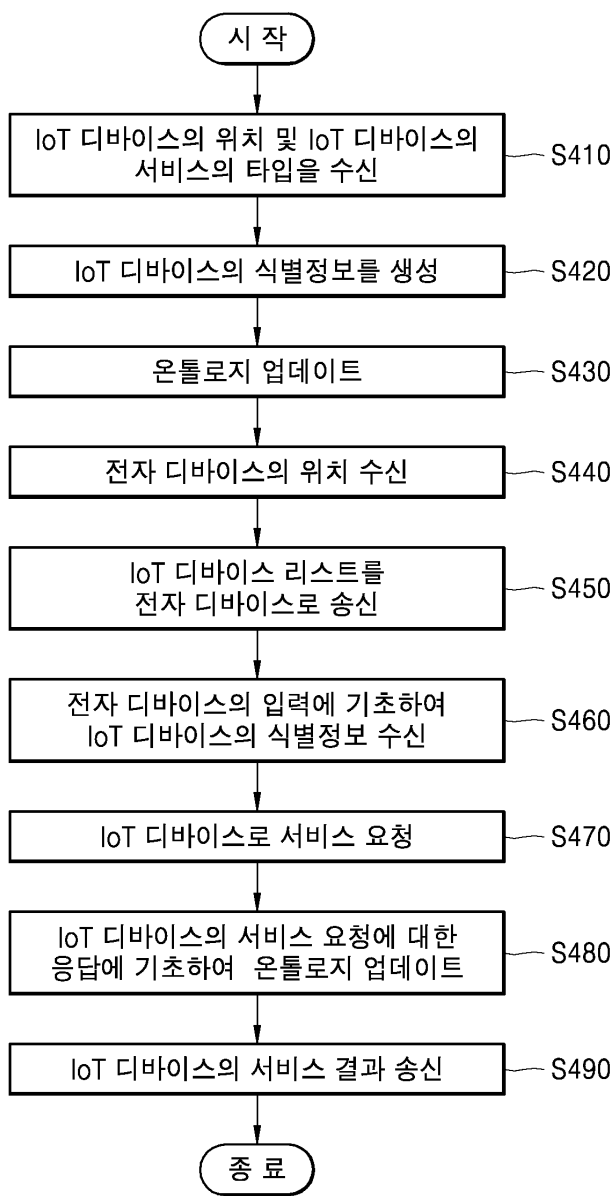 시 작
IoT 디바이스의 위치 및 IoT 디바이스의
서비스의 타입을 수신
S410
IoT 디바이스의 식별정보를 생성
S420
온톨로지 업데이트
S430
전자 디바이스의 위치 수신
S440
IoT 디바이스 리스트를
전자 디바이스로 송신
S450
전자 디바이스의 입력에 기초하여
IoT 디바이스의 식별정보 수신
S460
IoT 디바이스로 서비스 요청
S470
IoT 디바이스의 서비스 요청에 대한
응답에 기초하여 온톨로지 업데이트
S480
IoT 디바이스의 서비스 결과 송신
S490
종 료